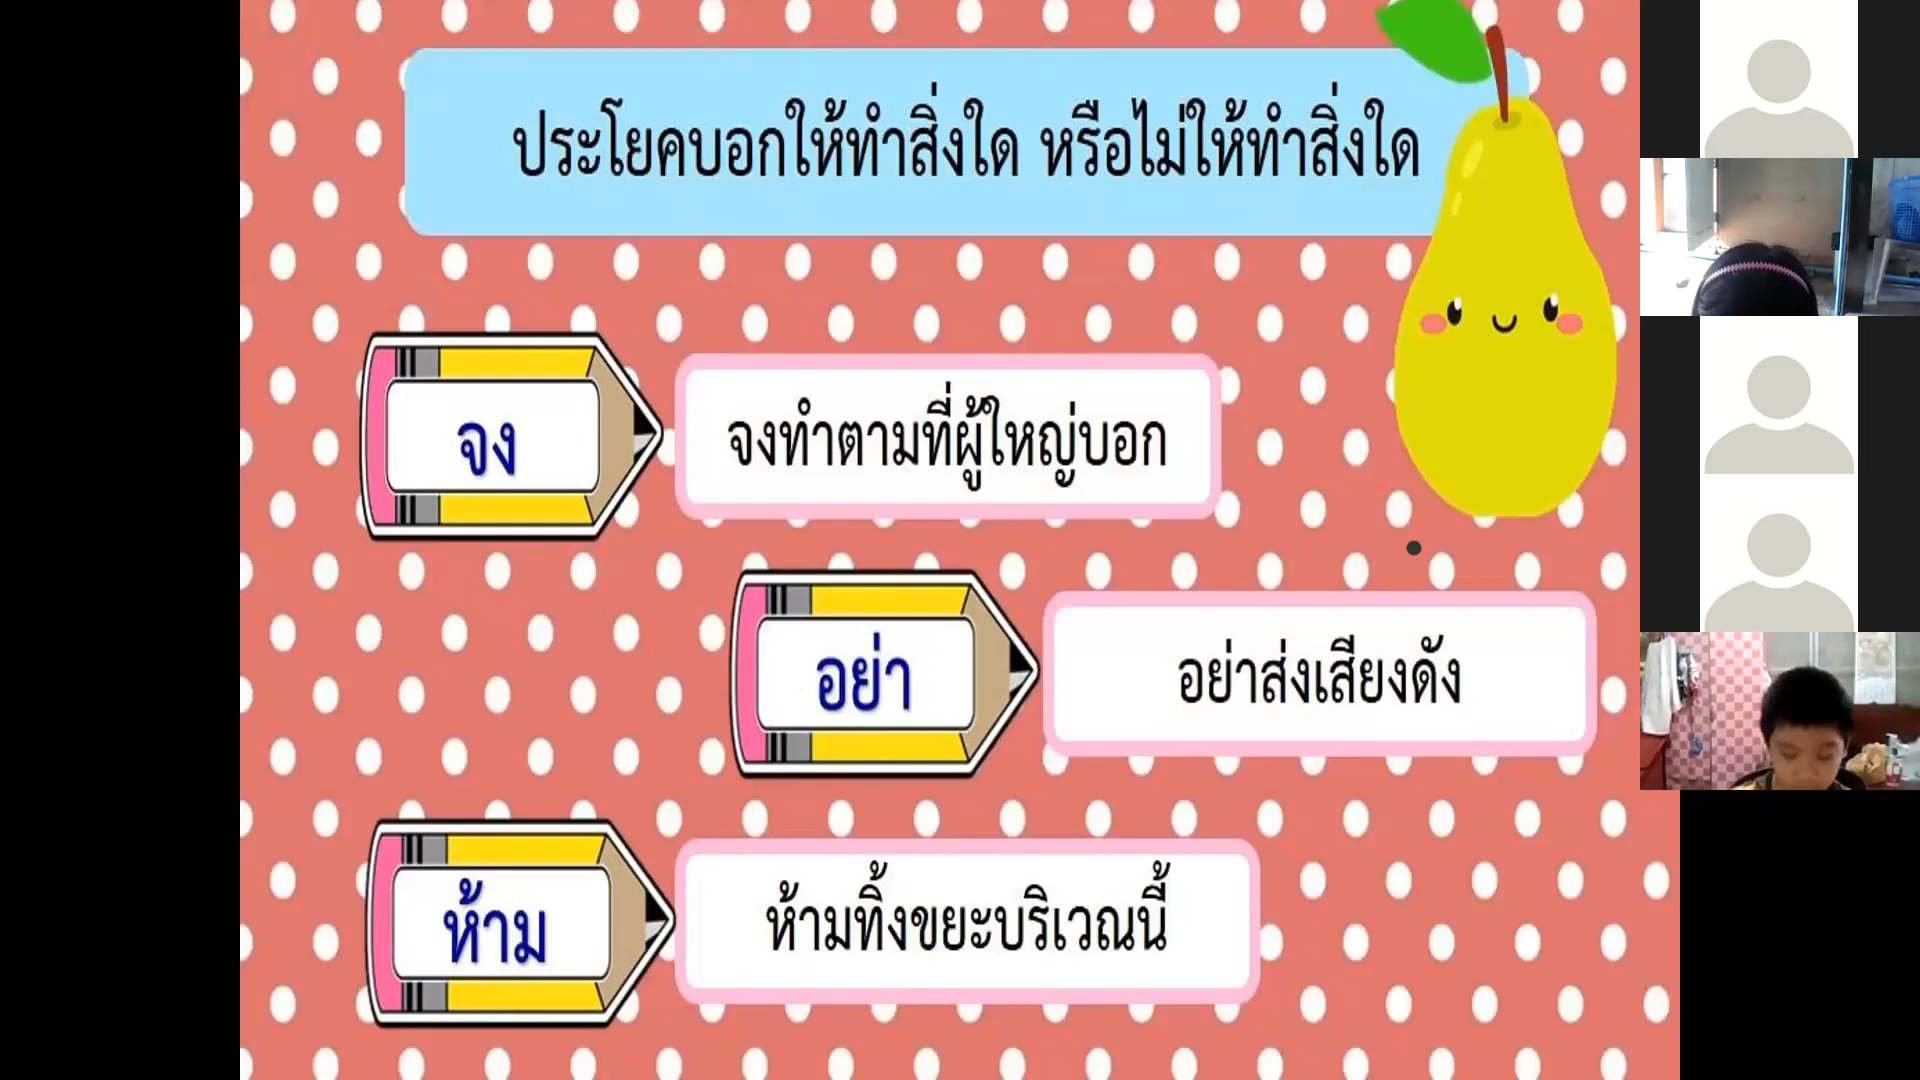 ประโยคบอกให้ทำสิ่งใด หรือไม่ให้ทำสิ่งใด
จง
จงทำตามที่ผู้ใหญ่บอก
อย่า
อย่าส่งเสียงดัง
ห้าม
ห้ามทิ้งขยะบริเวณนี้